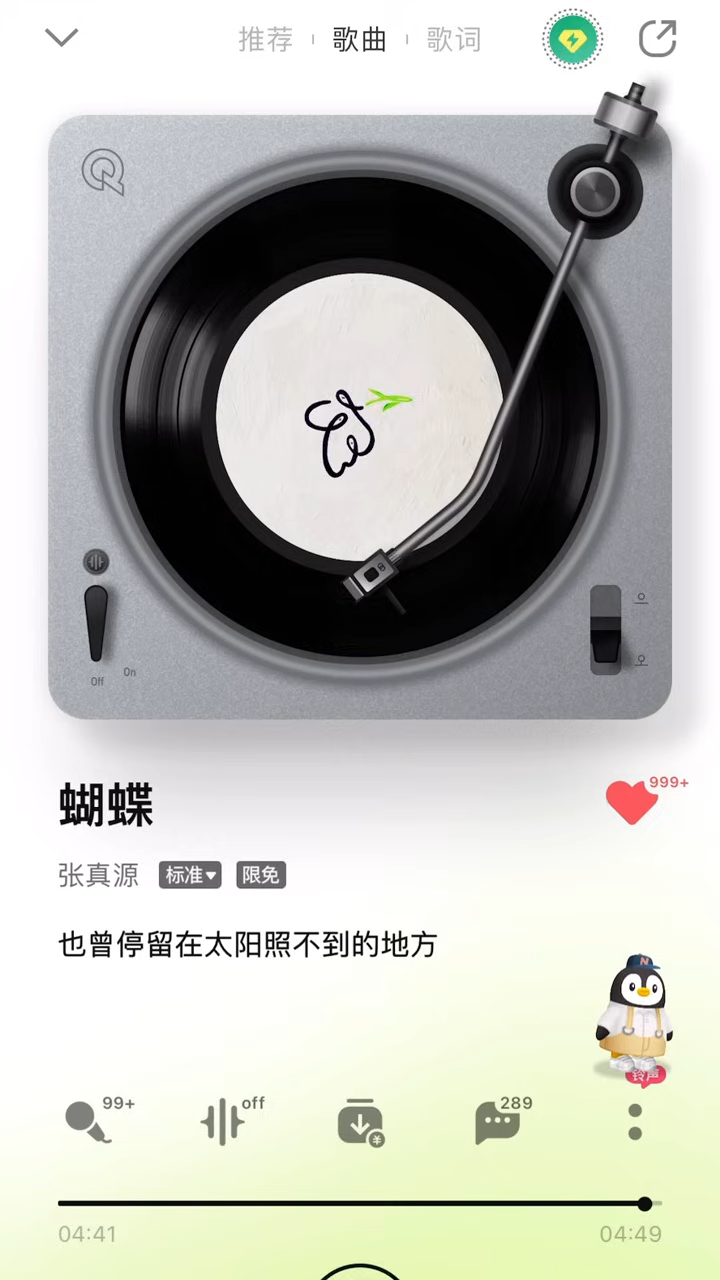 推荐 歌曲 歌词
Off On
蝴蝶
999+
张真源 标准 限免
也曾停留在太阳照不到的地方
N
铃声
99+ off ¥ 289
04:41 04:49